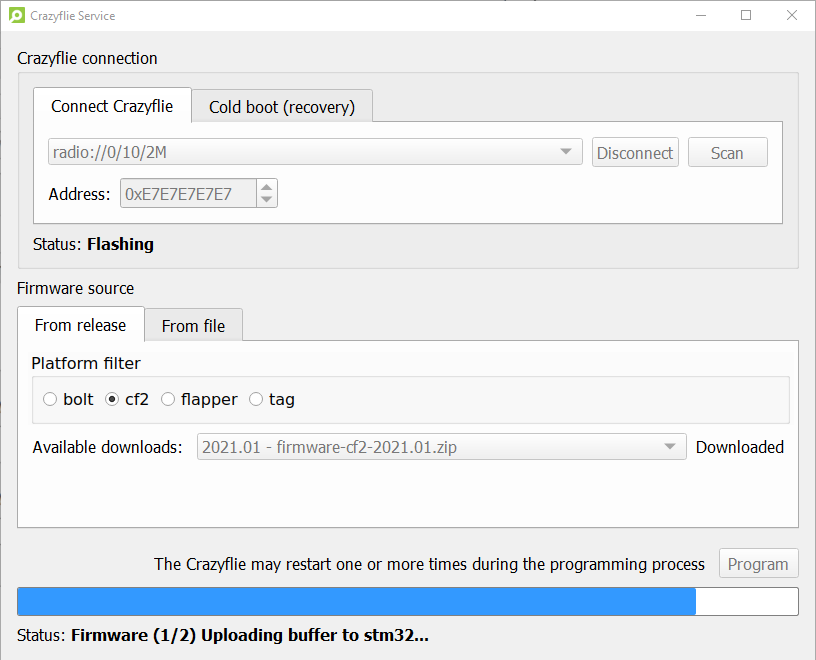 Crazyflie Service
Crazyflie connection
Connect Crazyflie Cold boot (recovery)
radio://0/10/2M Disconnect Scan
Address: 0xE7E7E7E7E7
Status: Flashing
Firmware source
From release From file
Platform filter
bolt cf2 flapper tag
Available downloads: 2021.01 - firmware-cf2-2021.01.zip Downloaded
The Crazyflie may restart one or more times during the programming process Program
Status: Firmware (1/2) Uploading buffer to stm32...